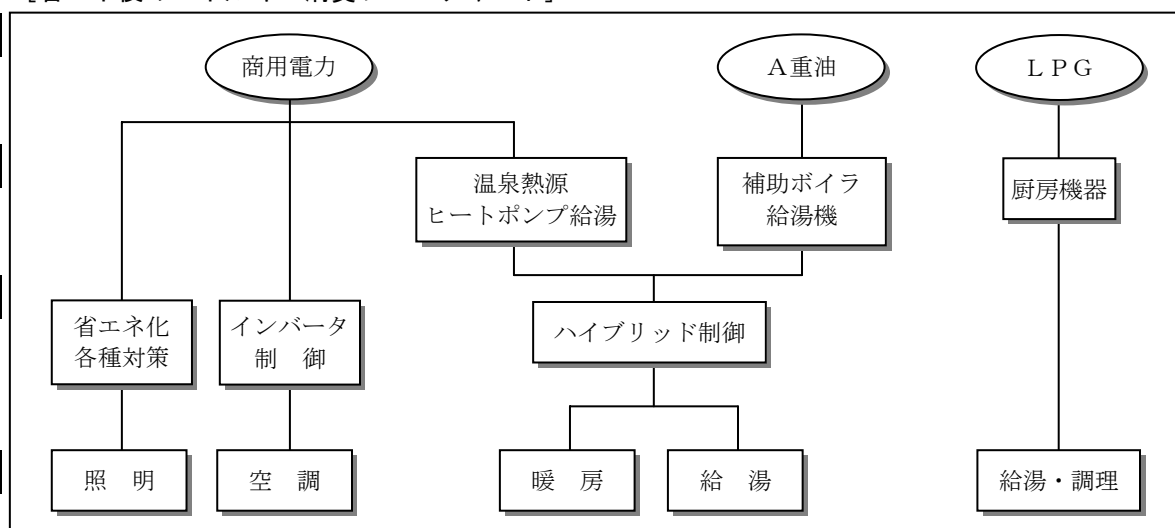 商用電力
A重油
LPG
温泉熱源
ヒートポンプ給湯
補助ボイラ
給湯機
厨房機器
省エネ化
各種対策
インバータ
制 御
ハイブリッド制御
照 明
空 調
暖 房
給 湯
給湯・調理